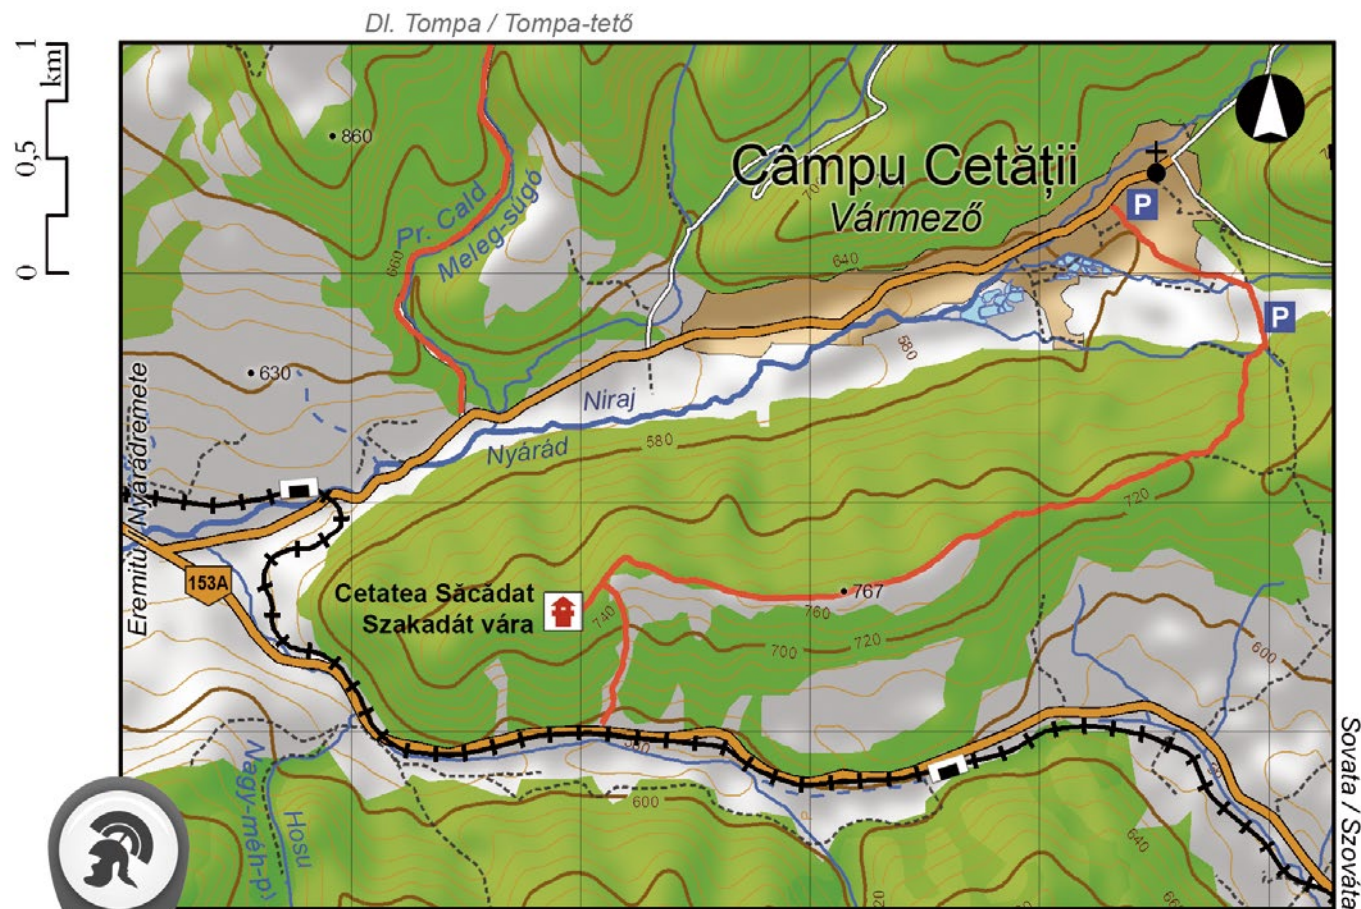 Dl. Tompa / Tompa-tető
1
km
0,5
0
860
Câmpu Cetății
Vármező
P
70
Pr. Cald
Meleg-súgó
660
640
P
630
580
Niraj
Nyárád
580
Eremitu / Nyárádremete
720
153A
Cetatea Săcădat
Szakadát vára
740
767
760
720
700
600
Sovata / Szováta
Nagy-méh-p.
Hosu
600
640